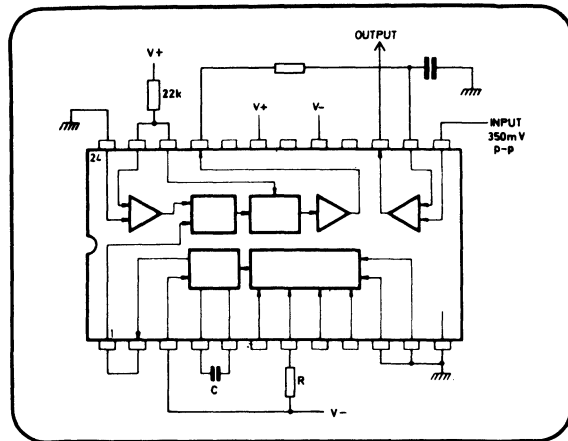 OUTPUT
V+
22k
V+
V-
INPUT
350mV
p-p
24
1
R
C
V-